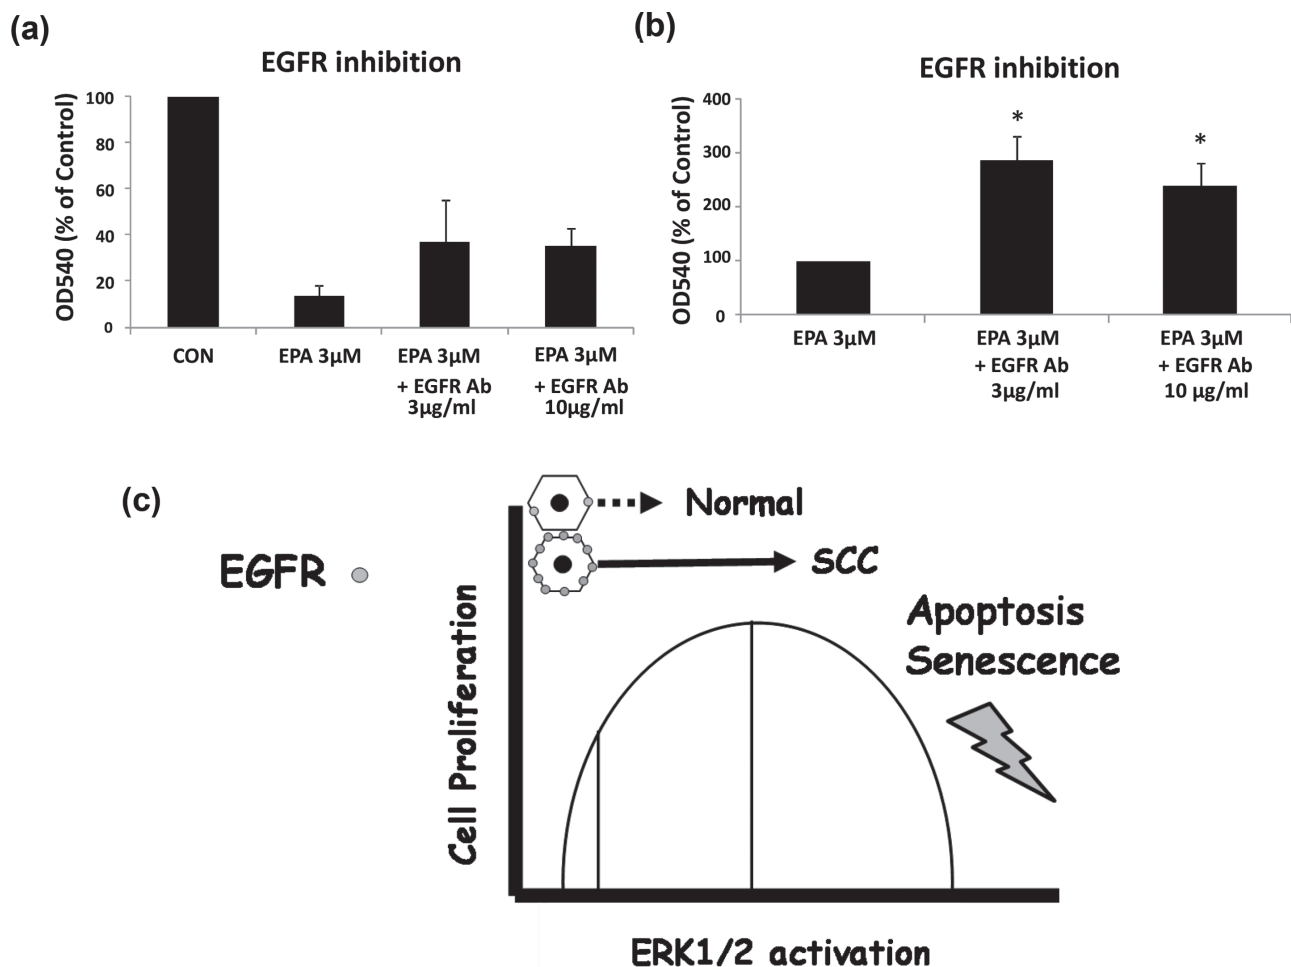 (a)
EGFR inhibition
OD540 (% of Control)
100
80
60
40
20
0
CON
EPA 3µM
EPA 3µM
+ EGFR Ab
3µg/ml
EPA 3µM
+ EGFR Ab
10µg/ml
(b)
EGFR inhibition
OD540 (% of Control)
400
300
200
100
0
*
*
EPA 3µM
EPA 3µM
+ EGFR Ab
3µg/ml
EPA 3µM
+ EGFR Ab
10 µg/ml
(c)
EGFR
Normal
SCC
Apoptosis
Senescence
Cell Proliferation
ERK1/2 activation